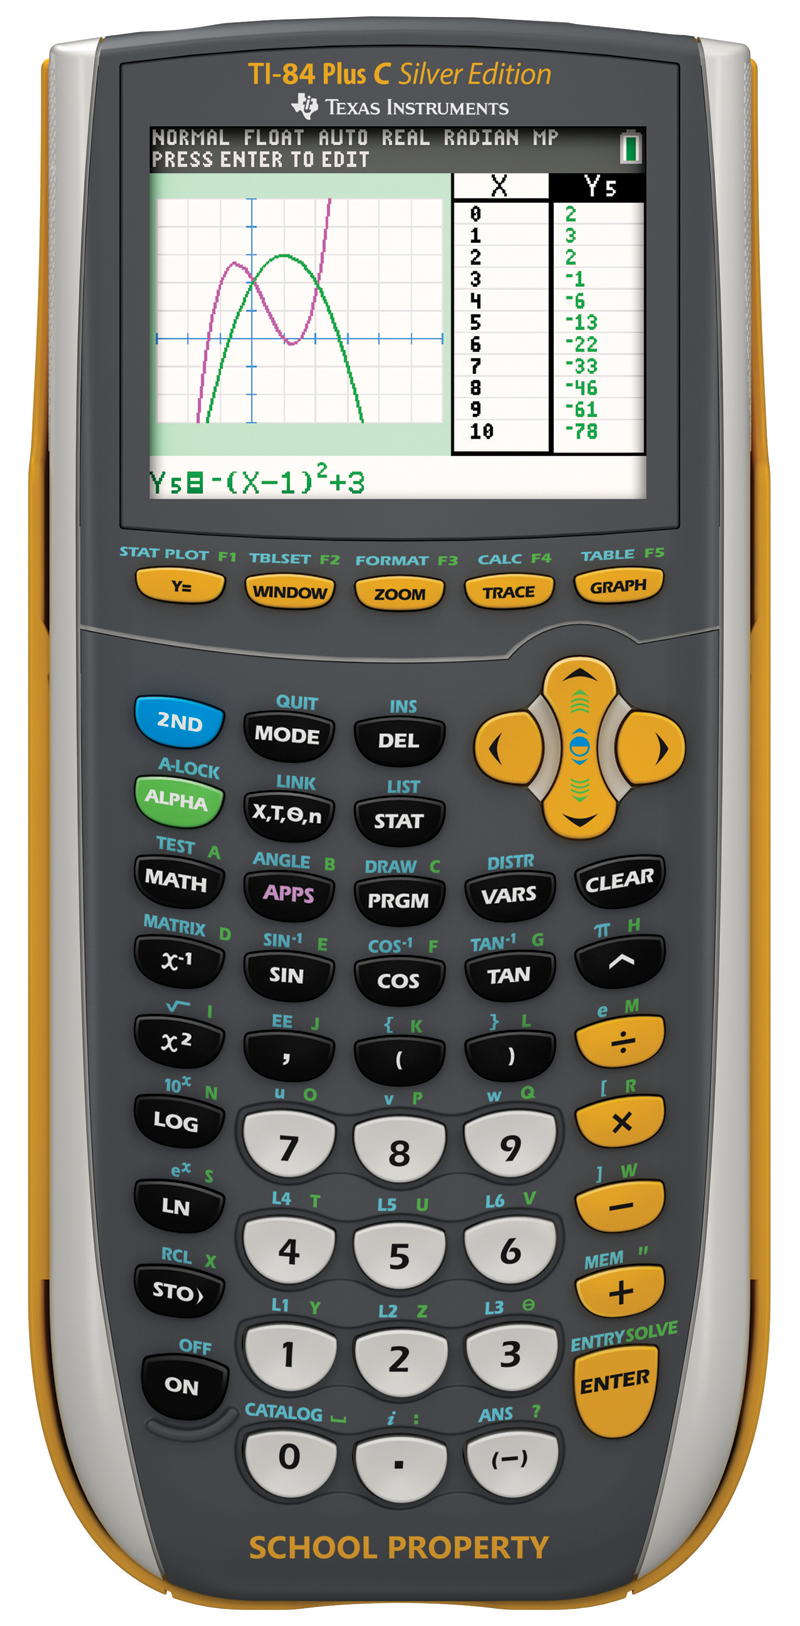 TI-84 Plus C Silver Edition
TEXAS INSTRUMENTS
NORMAL FLOAT AUTO REAL RADIAN MP
PRESS ENTER TO EDIT
X Y5
0 2
1 3
2 2
3 -1
4 -6
5 -13
6 -22
7 -33
8 -46
9 -61
10 -78
Y5=-(X-1)²+3
STAT PLOT F1 TBLSET F2 FORMAT F3 CALC F4 TABLE F5
Y= WINDOW ZOOM TRACE GRAPH
QUIT INS
2ND MODE DEL
A-LOCK LINK LIST
ALPHA X,T,Θ,n STAT
TEST A ANGLE B DRAW C DISTR
MATH APPS PRGM VARS CLEAR
MATRIX D SIN⁻¹ E COS⁻¹ F TAN⁻¹ G π H
x⁻¹ SIN COS TAN ^
√ I EE J { K } L e M
x² , ( ) ÷
10ˣ N u O v P w Q [ R
LOG 7 8 9 ×
eˣ S L4 T L5 U L6 V ] W
LN 4 5 6 −
RCL X L1 Y L2 Z L3 Θ MEM "
STO› 1 2 3 +
OFF CATALOG ⎵ i : ANS ? ENTRY SOLVE
ON 0 . (−) ENTER
SCHOOL PROPERTY